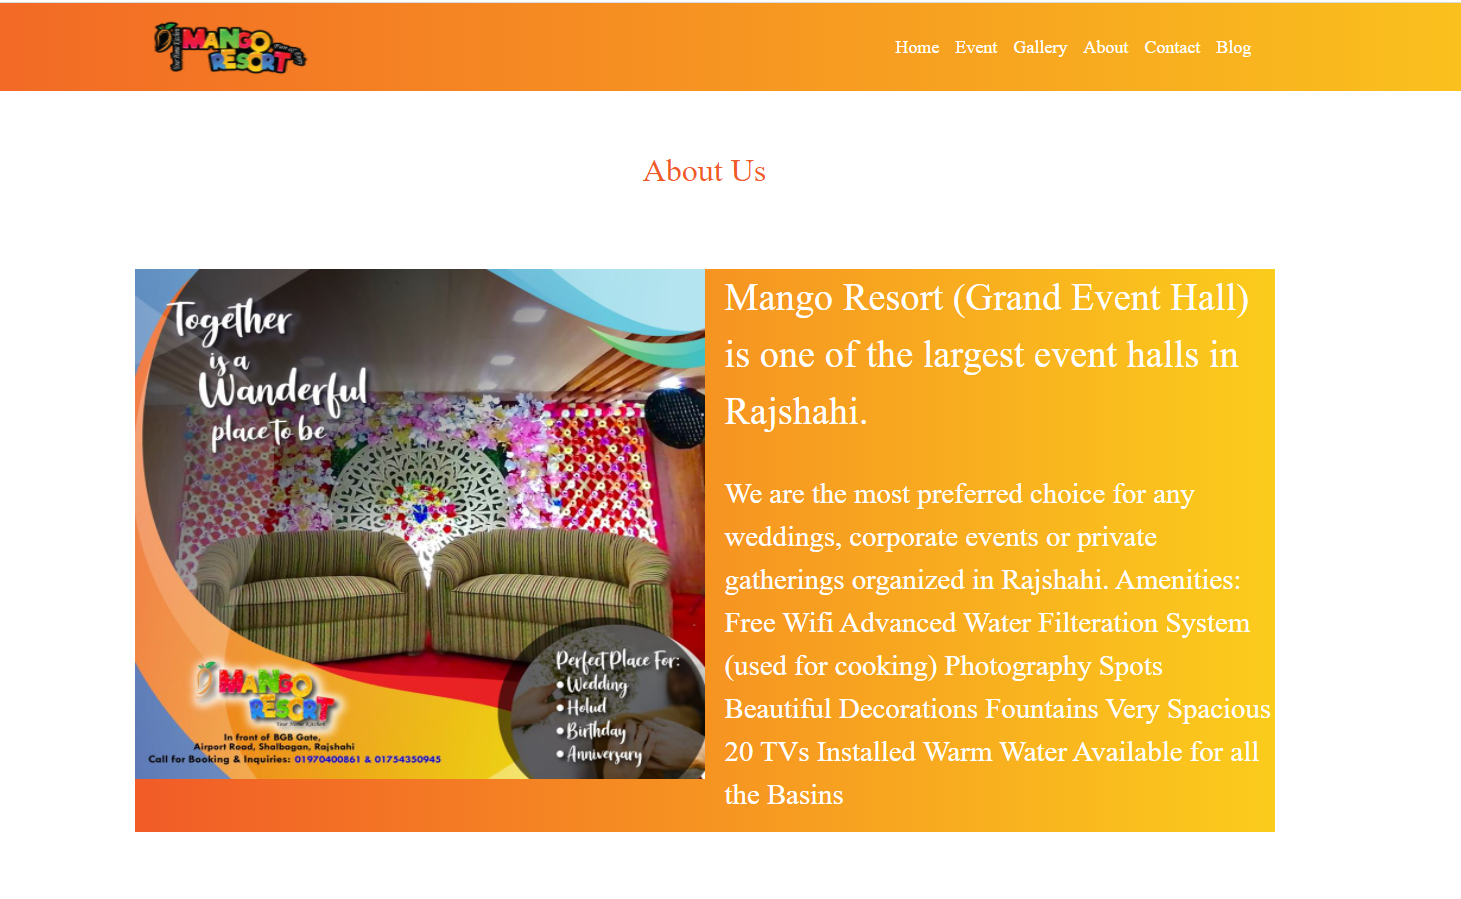 MANGO
RESORT
Home Event Gallery About Contact Blog
About Us
Together
is a
Wanderful
place to be
MANGO
RESORT
Your Home Kitchen
In front of BGB Gate,
Airport Road, Shalbagan, Rajshahi
Call for Booking & Inquiries: 01970400861 & 01754350945
Perfect Place For:
• Wedding
• Holud
• Birthday
• Anniversary
Mango Resort (Grand Event Hall)
is one of the largest event halls in
Rajshahi.
We are the most preferred choice for any
weddings, corporate events or private
gatherings organized in Rajshahi. Amenities:
Free Wifi Advanced Water Filteration System
(used for cooking) Photography Spots
Beautiful Decorations Fountains Very Spacious
20 TVs Installed Warm Water Available for all
the Basins